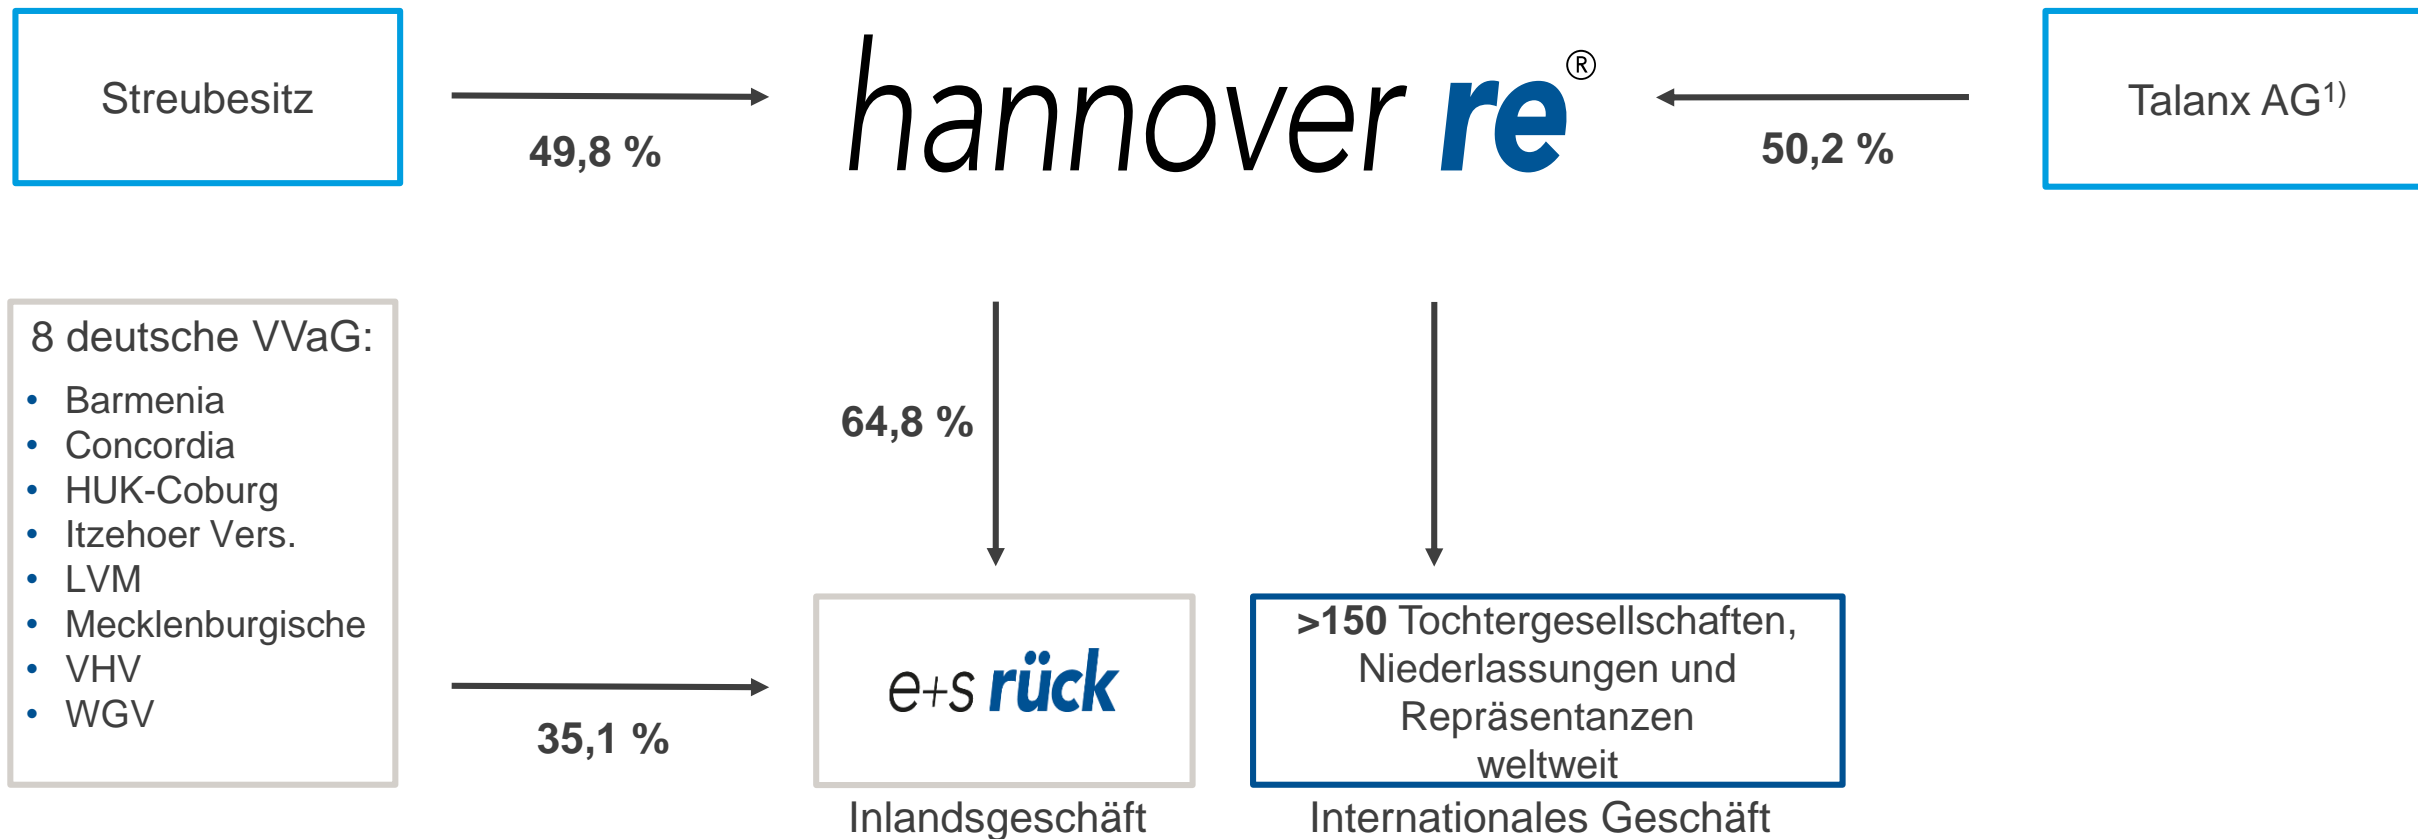 Streubesitz
49,8 %
hannover re®
50,2 %
Talanx AG¹⁾
8 deutsche VVaG:
• Barmenia
• Concordia
• HUK-Coburg
• Itzehoer Vers.
• LVM
• Mecklenburgische
• VHV
• WGV
35,1 %
64,8 %
e+s rück
Inlandsgeschäft
>150 Tochtergesellschaften,
Niederlassungen und
Repräsentanzen
weltweit
Internationales Geschäft